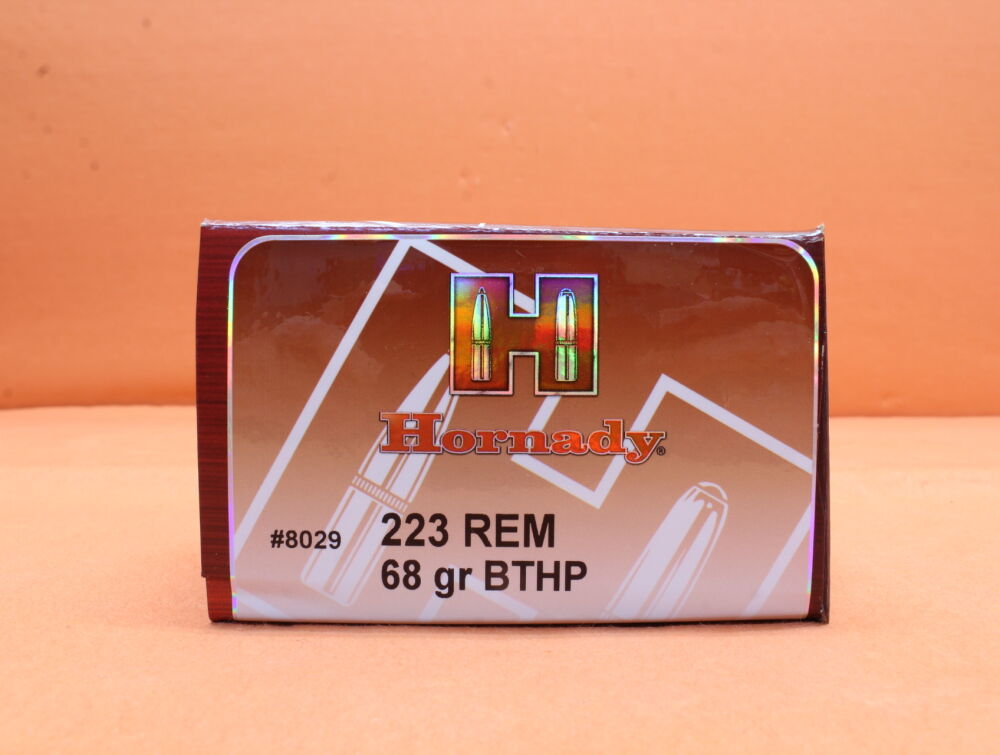 H
Hornady®
#8029
223 REM
68 gr BTHP